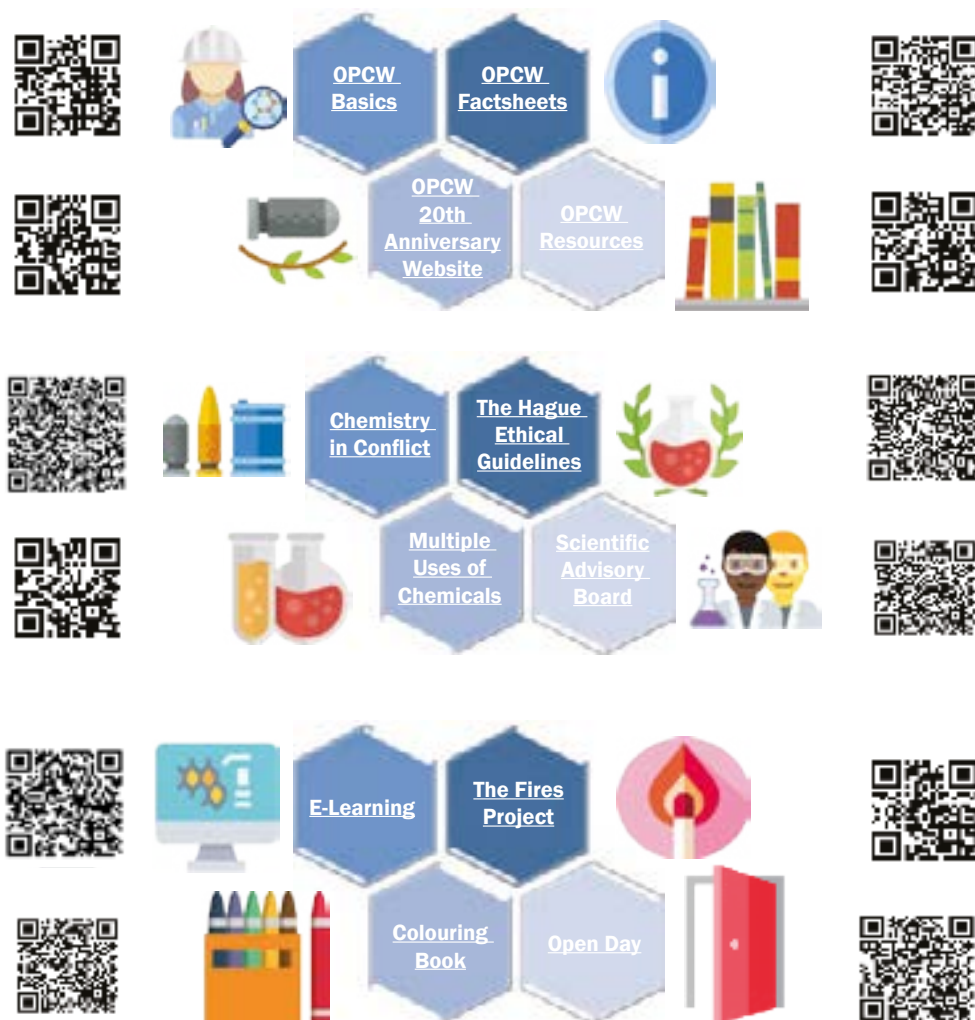 OPCW
Basics
OPCW
Factsheets
OPCW
20th
Anniversary
Website
OPCW
Resources
Chemistry
in Conflict
The Hague
Ethical
Guidelines
Multiple
Uses of
Chemicals
Scientific
Advisory
Board
E-Learning
The Fires
Project
Colouring
Book
Open Day